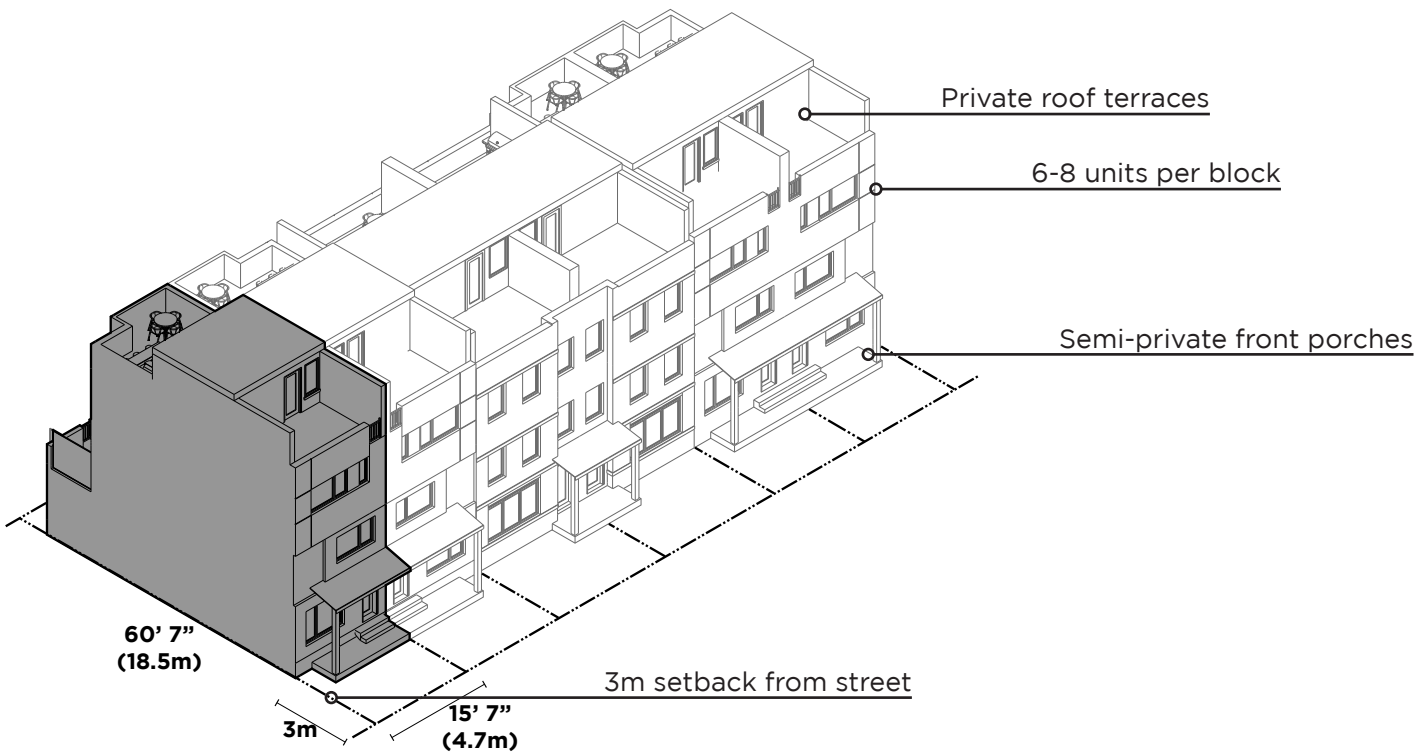 Private roof terraces
6-8 units per block
Semi-private front porches
60’ 7”
(18.5m)
3m setback from street
3m
15’ 7”
(4.7m)